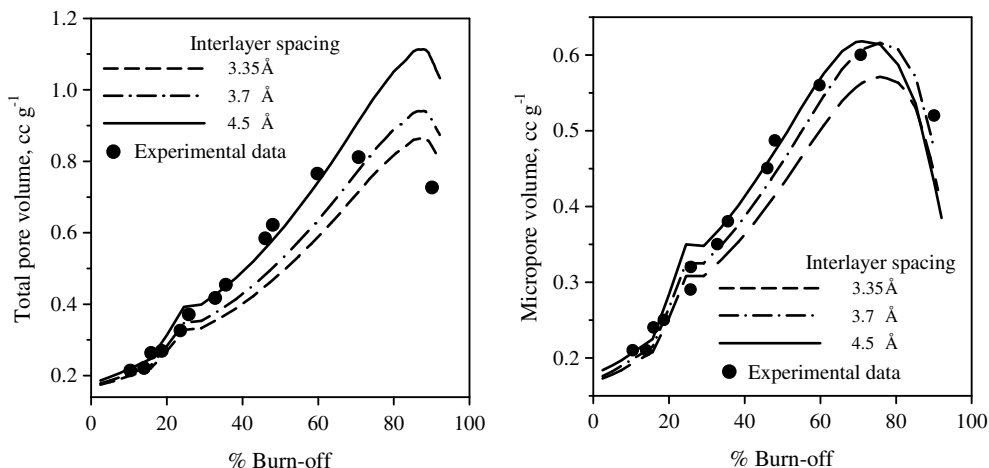 Total pore volume, cc g-1
1.2
1.0
0.8
0.6
0.4
0.2
Interlayer spacing
3.35Å
3.7 Å
4.5 Å
Experimental data
0 20 40 60 80 100
% Burn-off
Micropore volume, cc g-1
0.6
0.5
0.4
0.3
0.2
Interlayer spacing
3.35Å
3.7 Å
4.5 Å
Experimental data
0 20 40 60 80 100
% Burn-off